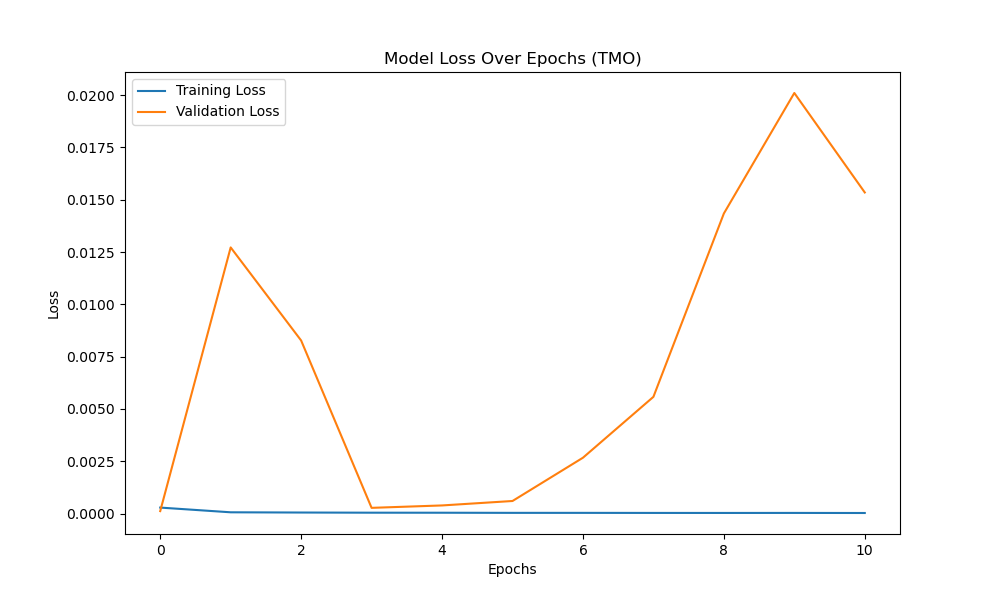 Model Loss Over Epochs (TMO)
Training Loss
Validation Loss
0.0200
0.0175
0.0150
0.0125
0.0100
0.0075
0.0050
0.0025
0.0000
Loss
0 2 4 6 8 10
Epochs